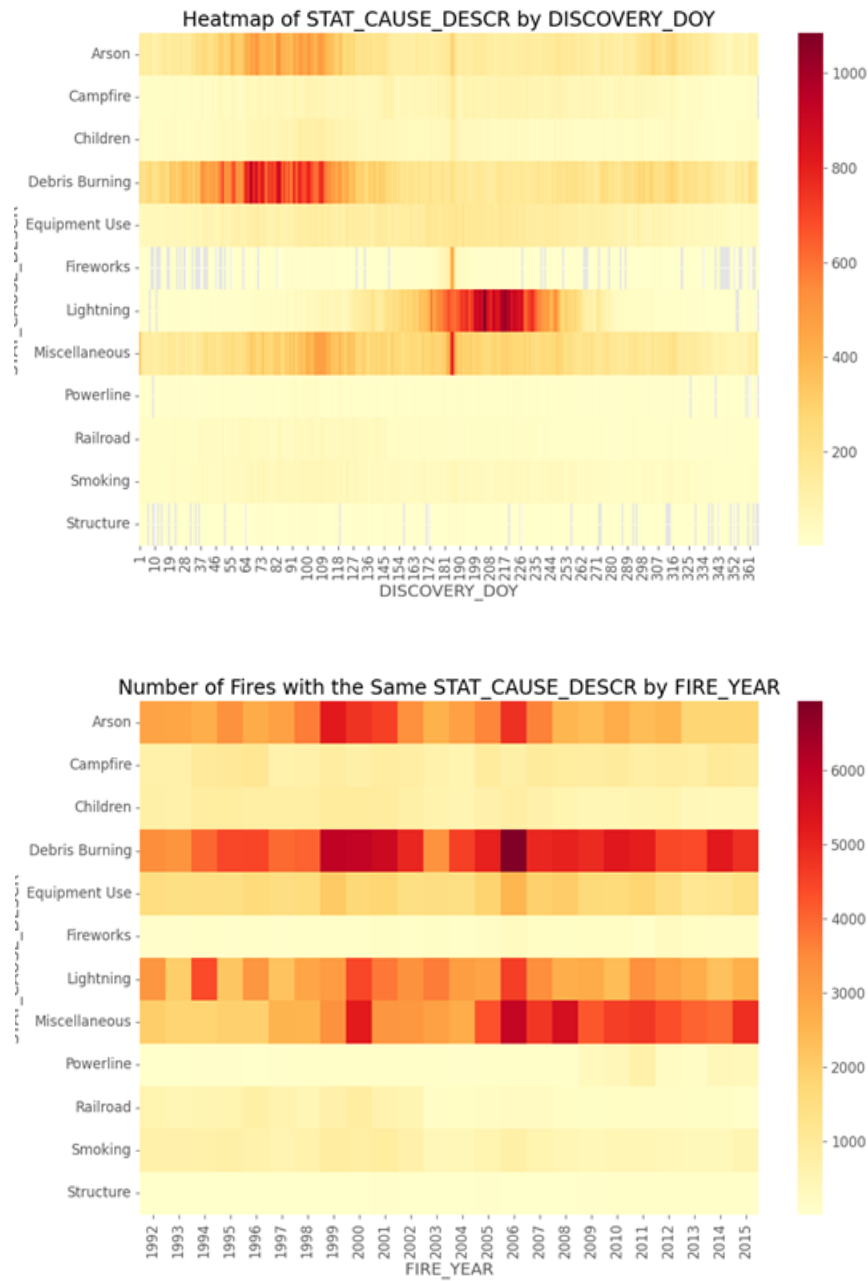 Heatmap of STAT_CAUSE_DESCR by DISCOVERY_DOY
Arson
Campfire
Children
Debris Burning
Equipment Use
Fireworks
Lightning
Miscellaneous
Powerline
Railroad
Smoking
Structure
STAT_CAUSE_DESCR
1 10 19 28 37 46 55 64 73 82 91 100 109 118 127 136 145 154 163 172 181 190 199 208 217 226 235 244 253 262 271 280 289 298 307 316 325 334 343 352 361
DISCOVERY_DOY
1000
800
600
400
200
Number of Fires with the Same STAT_CAUSE_DESCR by FIRE_YEAR
Arson
Campfire
Children
Debris Burning
Equipment Use
Fireworks
Lightning
Miscellaneous
Powerline
Railroad
Smoking
Structure
STAT_CAUSE_DESCR
1992 1993 1994 1995 1996 1997 1998 1999 2000 2001 2002 2003 2004 2005 2006 2007 2008 2009 2010 2011 2012 2013 2014 2015
FIRE_YEAR
6000
5000
4000
3000
2000
1000